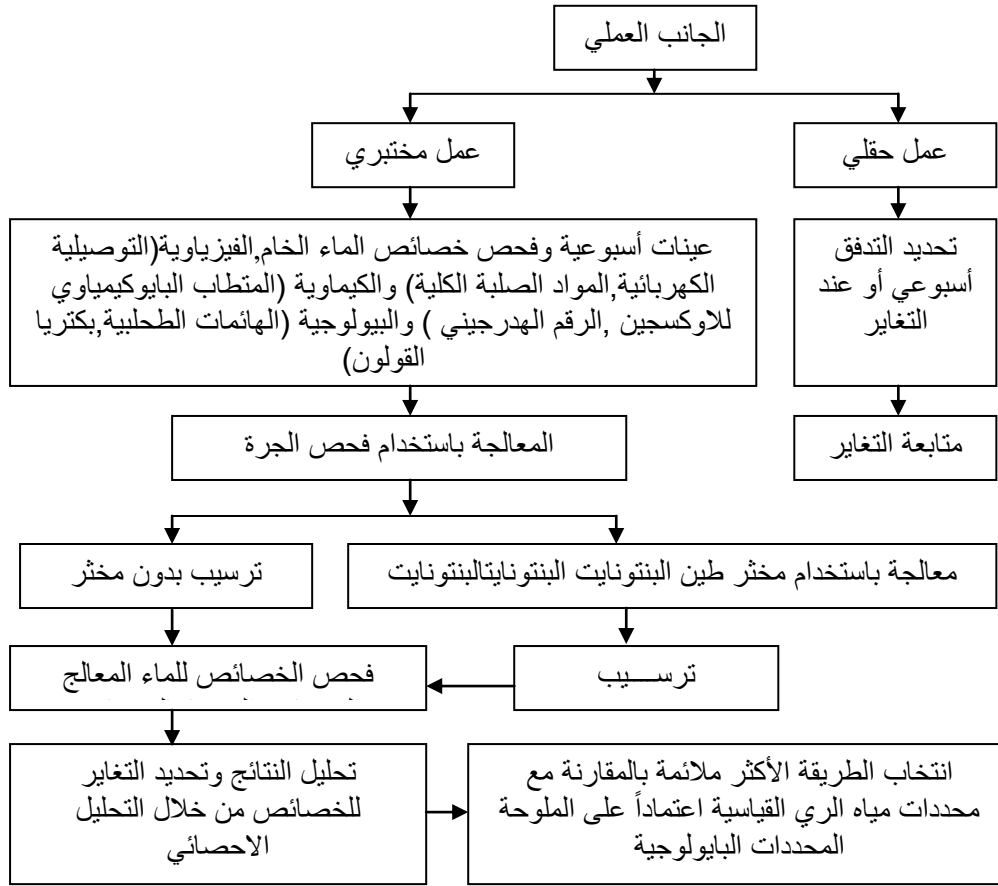 الجانب العملي
عمل حقلي
عمل مختبري
تحديد التدفق
أسبوعي أو عند
التغاير
عينات أسبوعية وفحص خصائص الماء الخام,الفيزياوية(التوصيلية
الكهربائية,المواد الصلبة الكلية) والكيماوية (المتطاب البايوكيمياوي
للاوكسجين ,الرقم الهدرجيني ) والبيولوجية (الهائمات الطحلبية,بكتريا
القولون)
متابعة التغاير
المعالجة باستخدام فحص الجرة
معالجة باستخدام مخثر طين البنتونايت البنتونايتالبنتونايت
ترسيب بدون مخثر
ترســـيب
فحص الخصائص للماء المعالج
تحليل النتائج وتحديد التغاير
للخصائص من خلال التحليل
الاحصائي
انتخاب الطريقة الأكثر ملائمة بالمقارنة مع
محددات مياه الري القياسية اعتماداً على الملوحة
المحددات البايولوجية